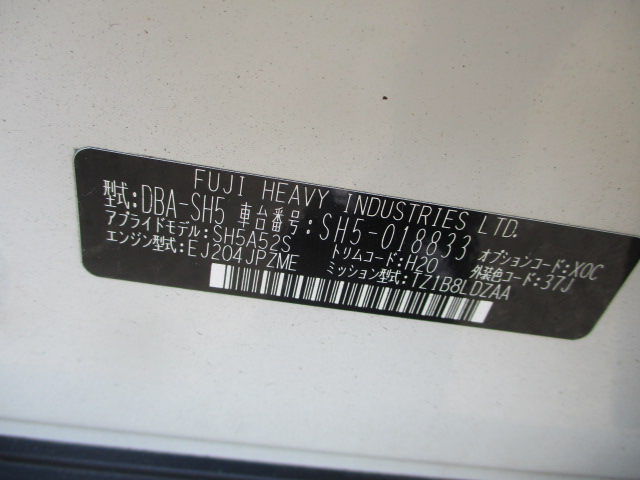 FUJI HEAVY INDUSTRIES LTD.
型式:DBA-SH5 車台番号:SH5-018833 オプションコード:X0C
アプライドモデル:SH5A52S トリムコード:H20 外装色コード:37J
エンジン型式:EJ204JPZME ミッション型式:TZ1B8LDZAA